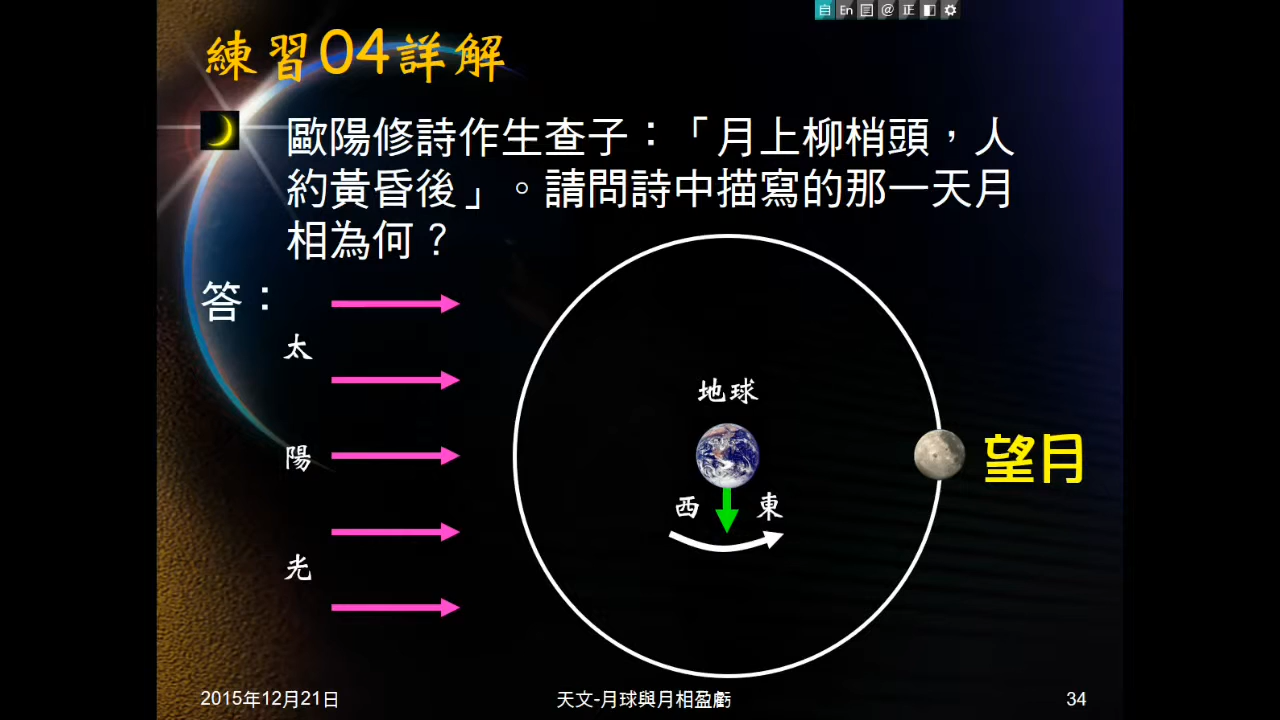 自 En @ 正
練習04詳解
歐陽修詩作生查子：「月上柳梢頭，人
約黃昏後」。請問詩中描寫的那一天月
相為何？
答：
太
陽
光
地球
望月
西 東
2015年12月21日 天文-月球與月相盈虧 34